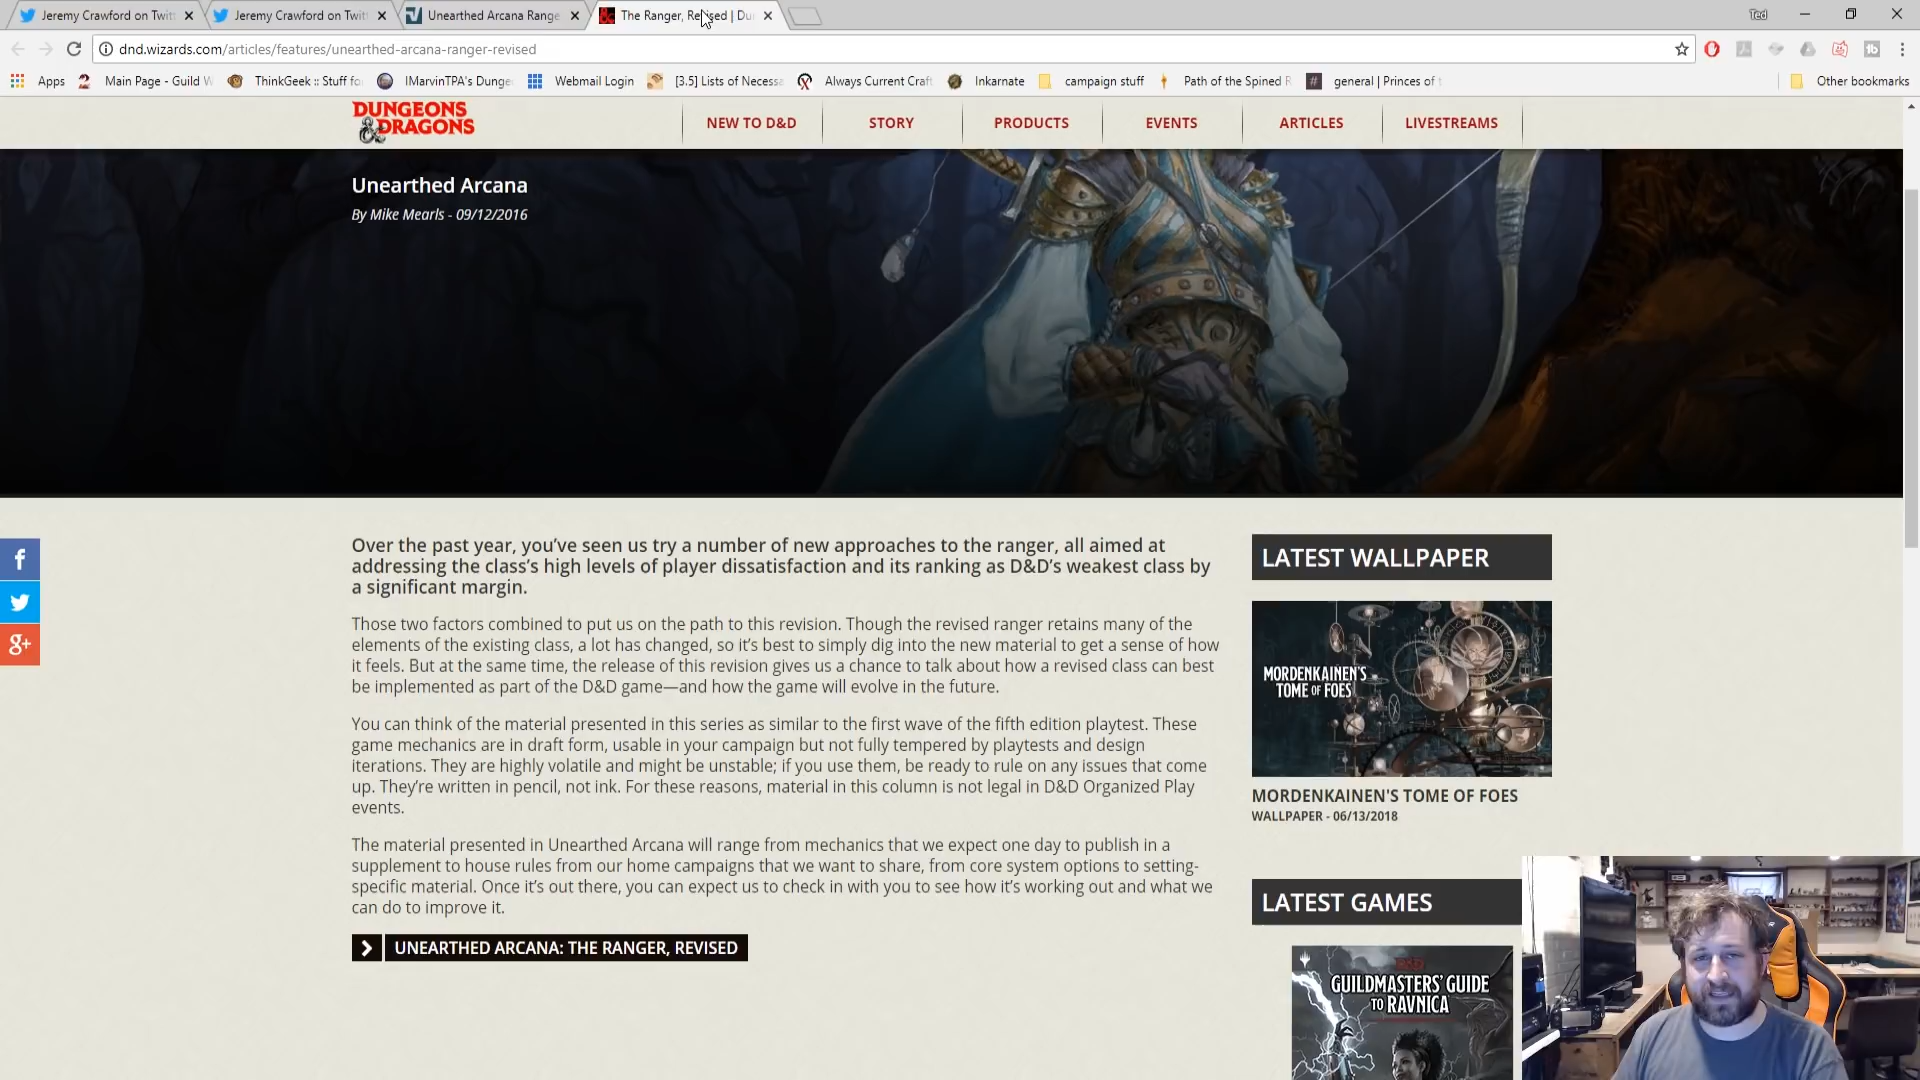 Jeremy Crawford on Twit
Jeremy Crawford on Twitt
Unearthed Arcana Range
The Ranger, Revised | Du
Ted
dnd.wizards.com/articles/features/unearthed-arcana-ranger-revised
Apps
Main Page - Guild W
ThinkGeek :: Stuff fo
IMarvinTPA's Dunge
Webmail Login
[3.5] Lists of Necessa
Always Current Craft
Inkarnate
campaign stuff
Path of the Spined R
general | Princes of t
Other bookmarks
DUNGEONS
& DRAGONS
NEW TO D&D
STORY
PRODUCTS
EVENTS
ARTICLES
LIVESTREAMS
Unearthed Arcana
By Mike Mearls - 09/12/2016
Over the past year, you've seen us try a number of new approaches to the ranger, all aimed at
addressing the class's high levels of player dissatisfaction and its ranking as D&D's weakest class by
a significant margin.
Those two factors combined to put us on the path to this revision. Though the revised ranger retains many of the
elements of the existing class, a lot has changed, so it's best to simply dig into the new material to get a sense of how
it feels. But at the same time, the release of this revision gives us a chance to talk about how a revised class can best
be implemented as part of the D&D game—and how the game will evolve in the future.
You can think of the material presented in this series as similar to the first wave of the fifth edition playtest. These
game mechanics are in draft form, usable in your campaign but not fully tempered by playtests and design
iterations. They are highly volatile and might be unstable; if you use them, be ready to rule on any issues that come
up. They're written in pencil, not ink. For these reasons, material in this column is not legal in D&D Organized Play
events.
The material presented in Unearthed Arcana will range from mechanics that we expect one day to publish in a
supplement to house rules from our home campaigns that we want to share, from core system options to setting-
specific material. Once it's out there, you can expect us to check in with you to see how it's working out and what we
can do to improve it.
UNEARTHED ARCANA: THE RANGER, REVISED
f
g+
LATEST WALLPAPER
MORDENKAINEN'S
TOME OF FOES
MORDENKAINEN'S TOME OF FOES
WALLPAPER - 06/13/2018
LATEST GAMES
GUILDMASTERS' GUIDE
TO RAVNICA